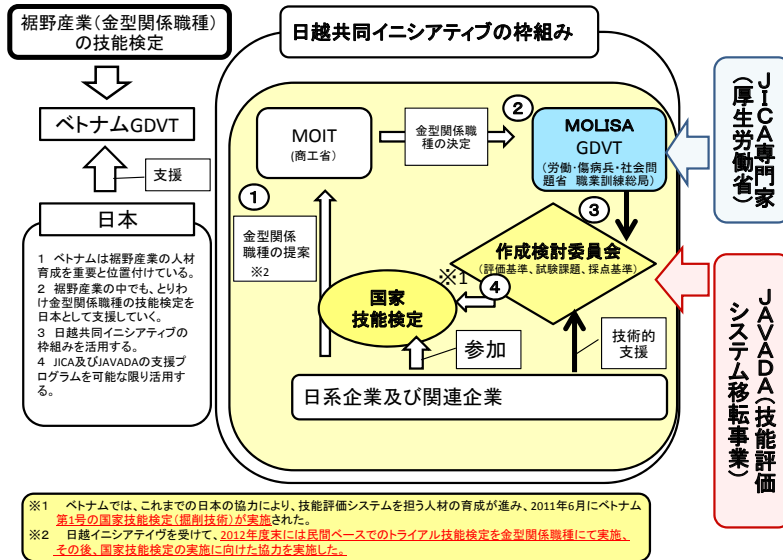 裾野産業（金型関係職種）
の技能検定
ベトナムGDVT
支援
日本
1　ベトナムは裾野産業の人材
育成を重要と位置付けている。
2　裾野産業の中でも、とりわ
け金型関係職種の技能検定を
日本として支援していく。
3　日越共同イニシアティブの
枠組みを活用する。
4　JICA及びJAVADAの支援プ
ログラムを可能な限り活用す
る。
日越共同イニシアティブの枠組み
MOIT
(商工省)
金型関係職
種の決定
②
MOLISA
GDVT
（労働・傷病兵・社会問
題省　職業訓練総局）
①
金型関係
職種の提案
※2
③
作成検討委員会
（評価基準、試験課題、採点基準）
※1
④
国家
技能検定
参加
技術的
支援
日系企業及び関連企業
ＪＩＣＡ専門家
（厚生労働省）
ＪＡＶＡＤＡ（技能評価
システム移転事業）
※1　ベトナムでは、これまでの日本の協力により、技能評価システムを担う人材の育成が進み、2011年6月にベトナム
第1号の国家技能検定（掘削技術）が実施された。
※2　日越イニシアテイヴを受けて、2012年度末には民間ベースでのトライアル技能検定を金型関係職種にて実施、
その後、国家技能検定の実施に向けた協力を実施した。